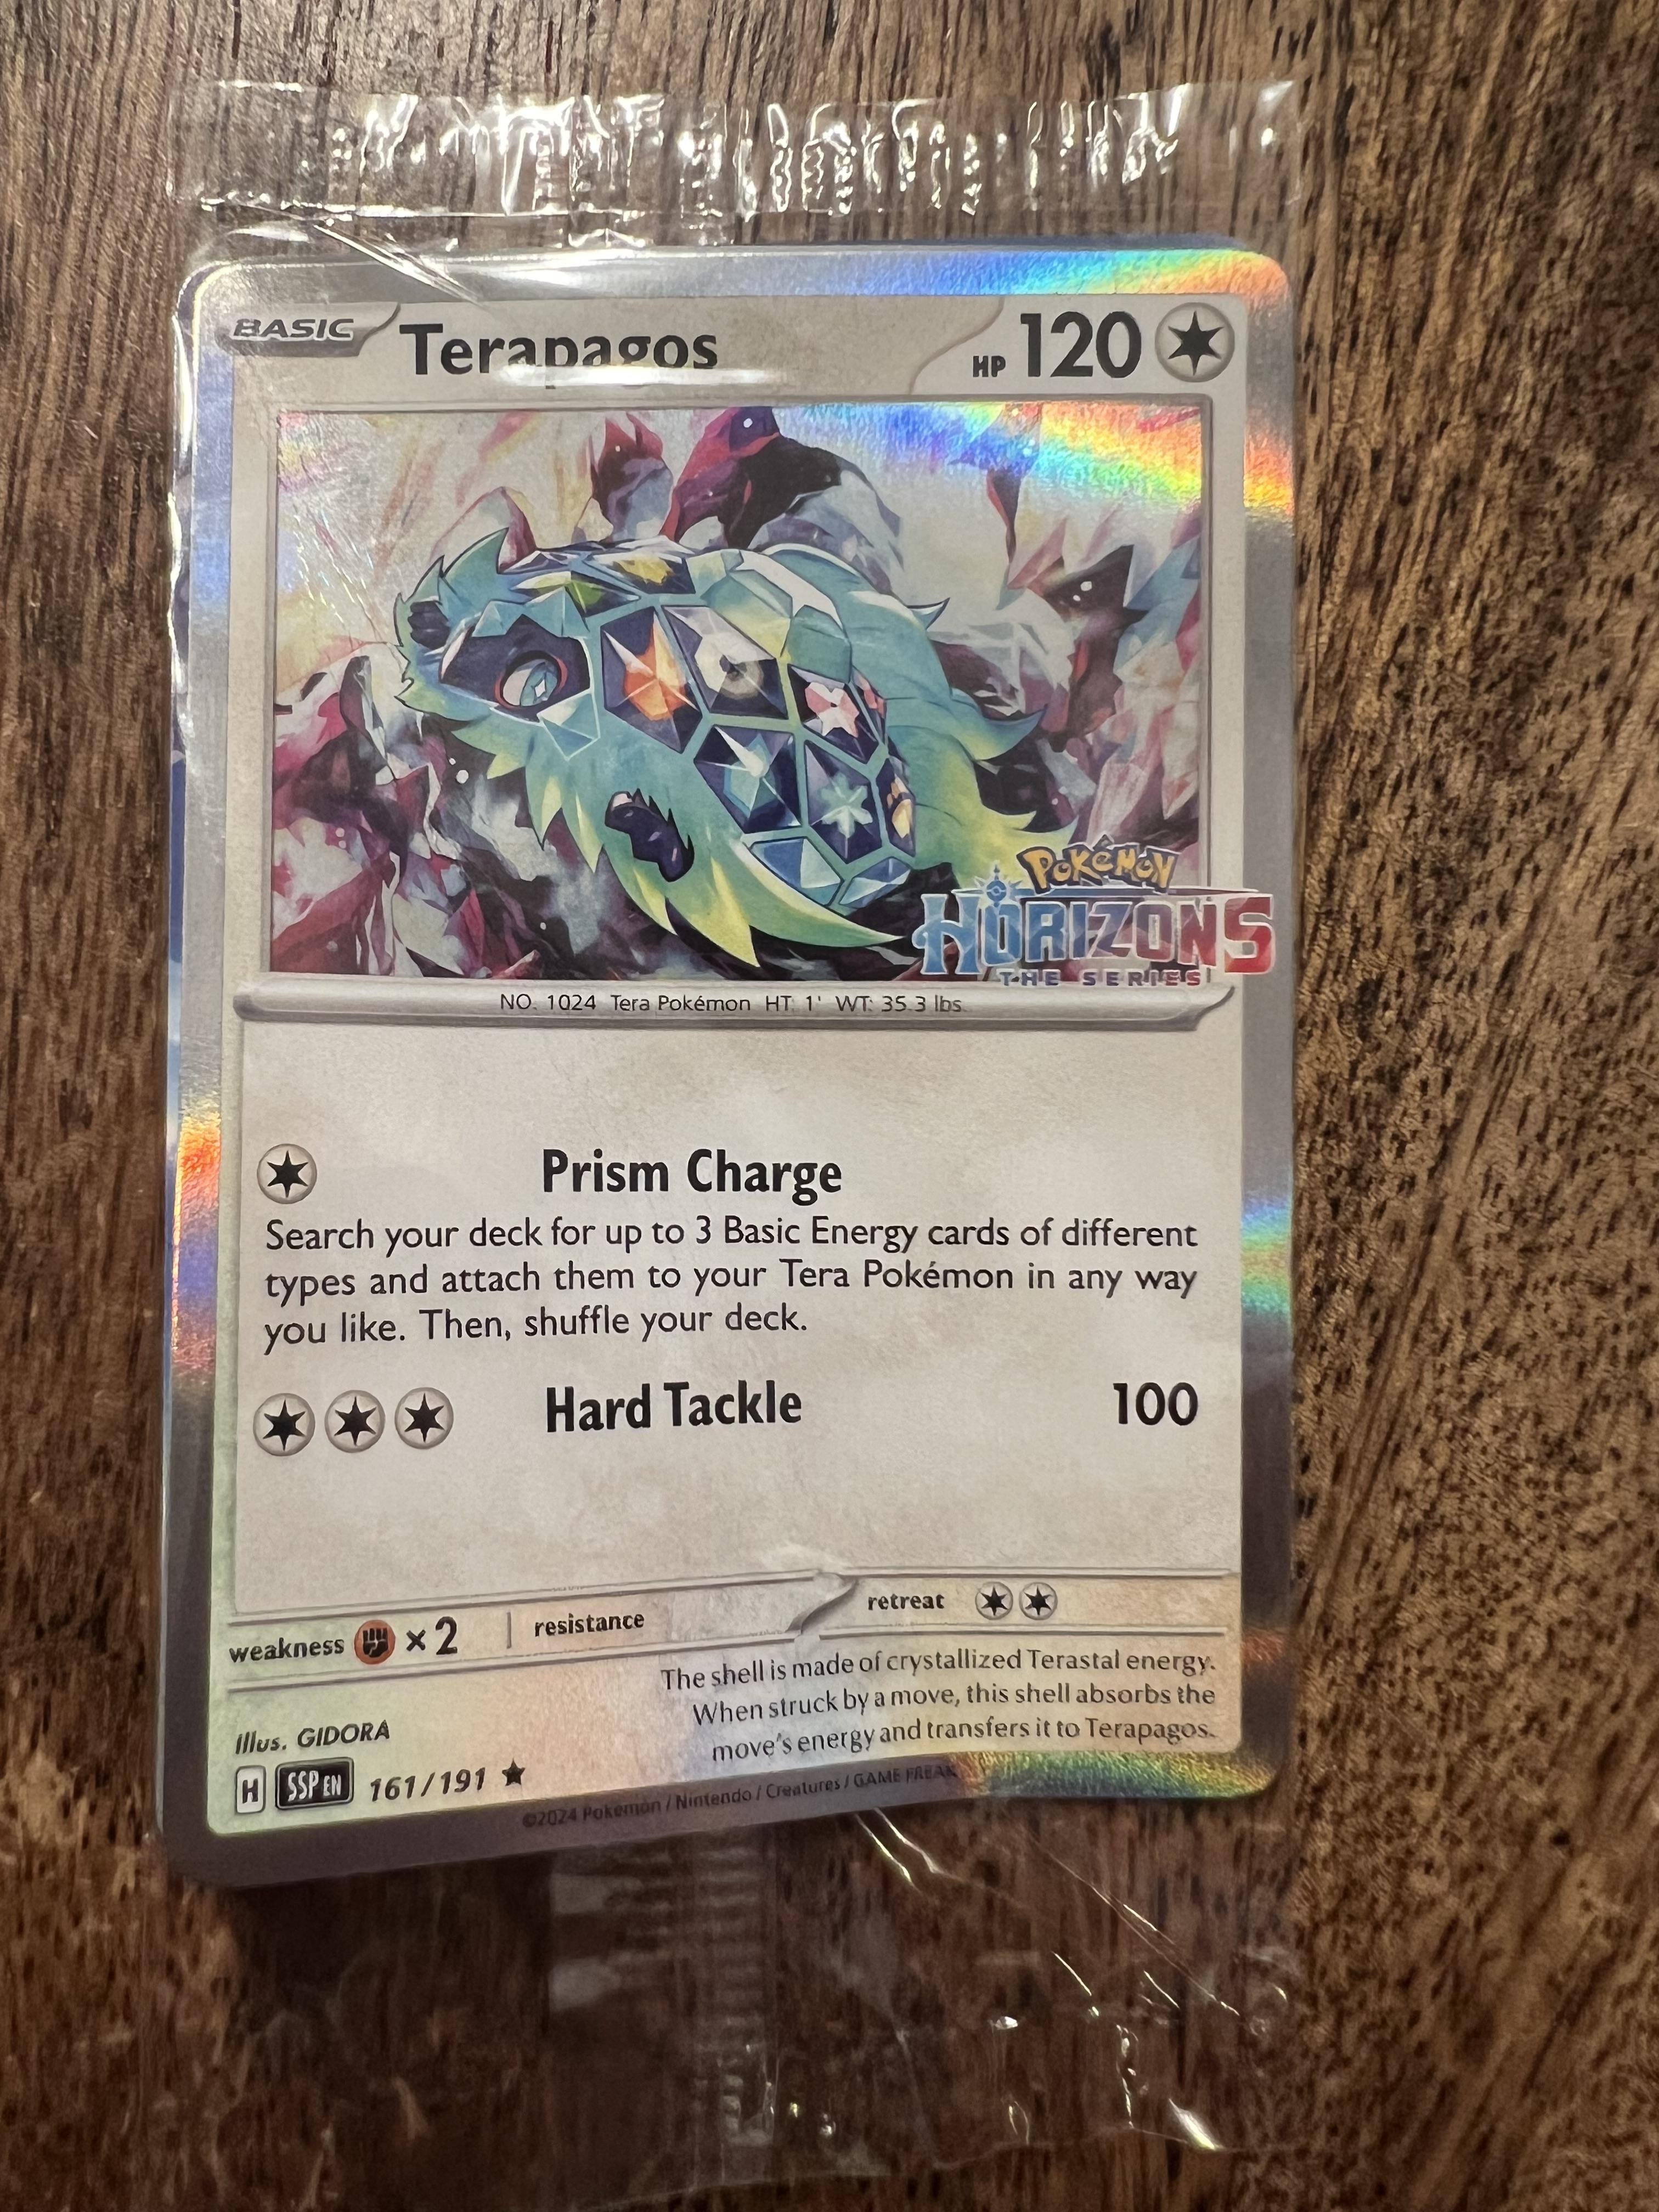 BASIC Terapagos HP 120
POKÉMON
HORIZONS
THE SERIES
NO. 1024 Tera Pokémon HT: 1' WT: 35.3 lbs.
Prism Charge
Search your deck for up to 3 Basic Energy cards of different
types and attach them to your Tera Pokémon in any way
you like. Then, shuffle your deck.
Hard Tackle 100
weakness ×2 resistance retreat
The shell is made of crystallized Terastal energy.
When struck by a move, this shell absorbs the
move's energy and transfers it to Terapagos.
Illus. GIDORA
H SSP EN 161/191 ★
©2024 Pokémon / Nintendo / Creatures / GAME FREAK